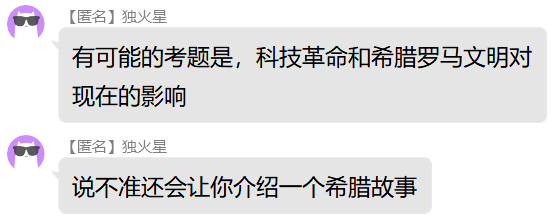 【匿名】独火星
有可能的考题是，科技革命和希腊罗马文明对
现在的影响
【匿名】独火星
说不准还会让你介绍一个希腊故事